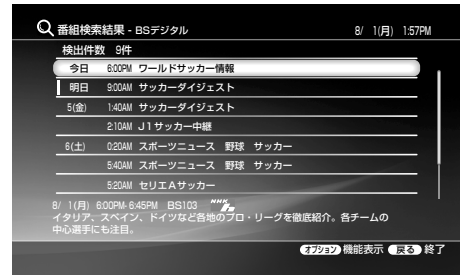 番組検索結果 - BSデジタル 8/ 1(月) 1:57PM
検出件数 9件
今日 6:00PM ワールドサッカー情報
明日 9:00AM サッカーダイジェスト
5(金) 1:40AM サッカーダイジェスト
2:10AM J1サッカー中継
6(土) 0:20AM スポーツニュース 野球 サッカー
5:40AM スポーツニュース 野球 サッカー
5:20AM セリエAサッカー
8/ 1(月) 6:00PM- 6:45PM BS103 NHK h
イタリア、スペイン、ドイツなど各地のプロ・リーグを徹底紹介。各チームの
中心選手にも注目。
オプション 機能表示 戻る 終了